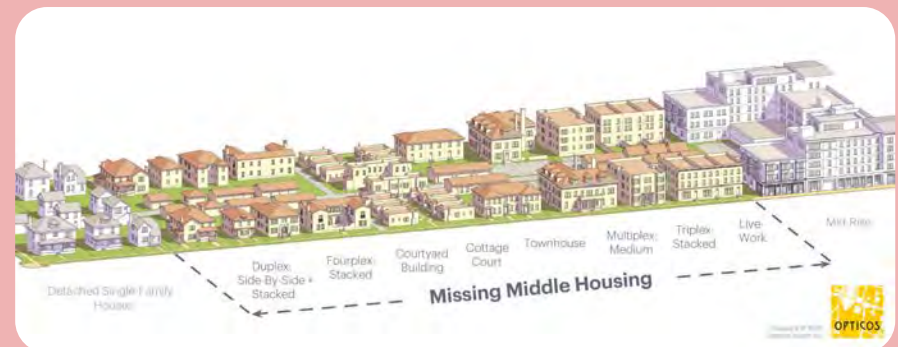 Detached Single-Family
Houses
Duplex:
Side-By-Side +
Stacked
Fourplex:
Stacked
Courtyard
Building
Cottage
Court
Townhouse
Multiplex:
Medium
Triplex:
Stacked
Live-
Work
Mid-Rise
Missing Middle Housing
OPTICOS